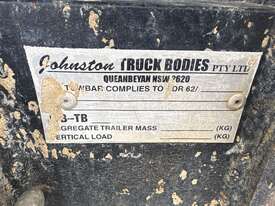 Johnston TRUCK BODIES PTY LTD
QUEANBEYAN NSW 2620
TOWBAR COMPLIES TO ADR 62/
-TB
AGGREGATE TRAILER MASS (KG)
VERTICAL LOAD (KG)